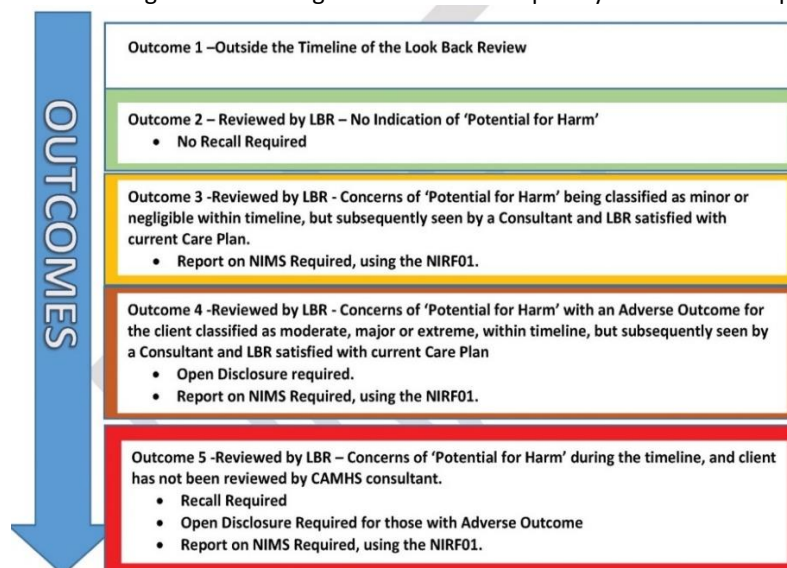 OUTCOMES
Outcome 1 –Outside the Timeline of the Look Back Review
Outcome 2 – Reviewed by LBR – No Indication of ‘Potential for Harm’
• No Recall Required
Outcome 3 -Reviewed by LBR - Concerns of ‘Potential for Harm’ being classified as minor or
negligible within timeline, but subsequently seen by a Consultant and LBR satisfied with
current Care Plan.
• Report on NIMS Required, using the NIRF01.
Outcome 4 -Reviewed by LBR - Concerns of ‘Potential for Harm’ with an Adverse Outcome for
the client classified as moderate, major or extreme, within timeline, but subsequently seen by
a Consultant and LBR satisfied with current Care Plan
• Open Disclosure required.
• Report on NIMS Required, using the NIRF01.
Outcome 5 -Reviewed by LBR – Concerns of ‘Potential for Harm’ during the timeline, and client
has not been reviewed by CAMHS consultant.
• Recall Required
• Open Disclosure Required for those with Adverse Outcome
• Report on NIMS Required, using the NIRF01.